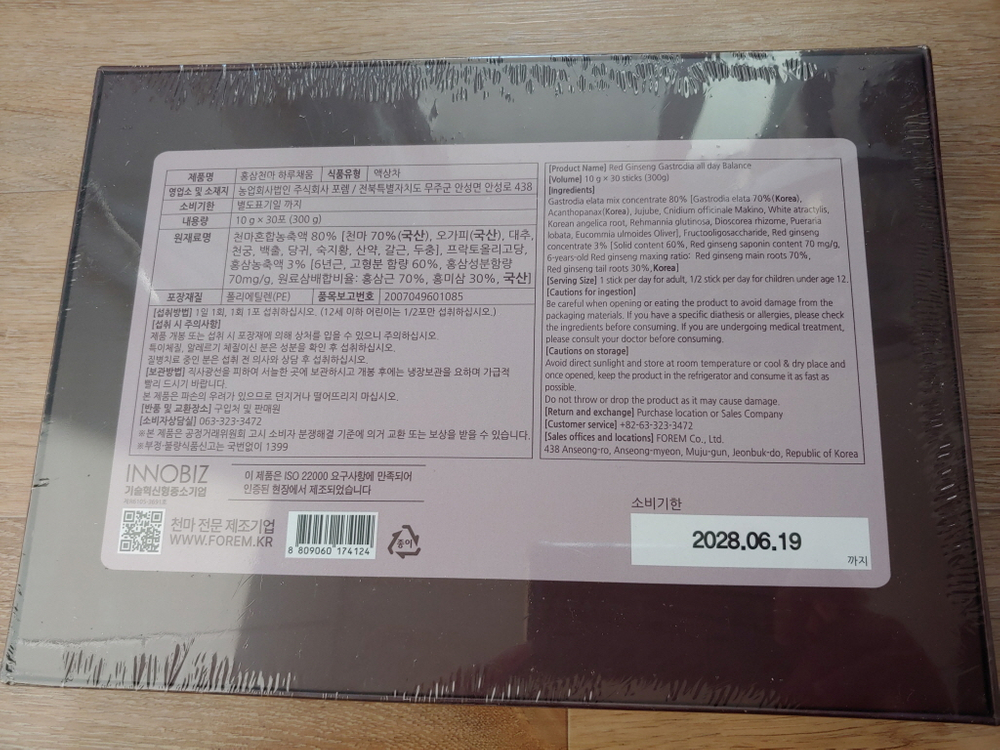 제품명 홍삼천마 하루채움 식품유형 액상차
영업소 및 소재지 농업회사법인 주식회사 포렘 / 전북특별자치도 무주군 안성면 안성로 438
소비기한 별도표기일 까지
내용량 10 g × 30포 (300 g)
원재료명 천마혼합농축액 80% [천마 70%(국산), 오가피(국산), 대추,
천궁, 백출, 당귀, 숙지황, 산약, 갈근, 두충], 프락토올리고당,
홍삼농축액 3% [6년근, 고형분 함량 60%, 홍삼성분함량
70mg/g, 원료삼배합비율: 홍삼근 70%, 홍미삼 30%, 국산]
포장재질 폴리에틸렌(PE) 품목보고번호 2007049601085
[섭취방법] 1일 1회, 1회 1포 섭취하십시오. (12세 이하 어린이는 1/2포만 섭취하십시오.)
[섭취 시 주의사항]
제품 개봉 또는 섭취 시 포장재에 의해 상처를 입을 수 있으니 주의하십시오.
특이체질, 알레르기 체질이신 분은 성분을 확인 후 섭취하십시오.
질병치료 중인 분은 섭취 전 의사와 상담 후 섭취하십시오.
[보관방법] 직사광선을 피하여 서늘한 곳에 보관하시고 개봉 후에는 냉장보관을 요하며 가급적
빨리 드시기 바랍니다.
본 제품은 파손의 우려가 있으므로 던지거나 떨어뜨리지 마십시오.
[반품 및 교환장소] 구입처 및 판매원
[소비자상담실] 063-323-3472
※본 제품은 공정거래위원회 고시 소비자 분쟁해결 기준에 의거 교환 또는 보상을 받을 수 있습니다.
※부정·불량식품신고는 국번없이 1399
INNOBIZ
기술혁신형중소기업
이 제품은 ISO 22000 요구사항에 만족되어
인증된 현장에서 제조되었습니다
천마 전문 제조기업
WWW.FOREM.KR
8 809060 174124
종이
[Product Name] Red Ginseng Gastrodia all day Balance
[Volume] 10 g × 30 sticks (300g)
[Ingredients]
Gastrodia elata mix concentrate 80% [Gastrodia elata 70%(Korea),
Acanthopanax(Korea), Jujube, Cnidium officinale Makino, White atractylis,
Korean angelica root, Rehmannia glutinosa, Dioscorea rhizome, Pueraria
lobata, Eucommia ulmoides Oliver], Fructooligosaccharide, Red ginseng
concentrate 3% [Solid content 60%, Red ginseng saponin content 70 mg/g,
6-years-old Red ginseng maxing ratio: Red ginseng main roots 70%,
Red ginseng tail roots 30%, Korea]
[Serving Size] 1 stick per day for adult, 1/2 stick per day for children under age 12.
[Cautions for ingestion]
Be careful when opening or eating the product to avoid damage from the
packaging materials. If you have a specific diathesis or allergies, please check
the ingredients before consuming. If you are undergoing medical treatment,
please consult your doctor before consuming.
[Cautions on storage]
Avoid direct sunlight and store at room temperature or cool & dry place and
once opened, keep the product in the refrigerator and consume it as fast as
possible.
Do not throw or drop the product as it may cause damage.
[Return and exchange] Purchase location or Sales Company
[Customer service] +82-63-323-3472
[Sales offices and locations] FOREM Co., Ltd.
438 Anseong-ro, Anseong-myeon, Muju-gun, Jeonbuk-do, Republic of Korea
소비기한
2028.06.19
까지